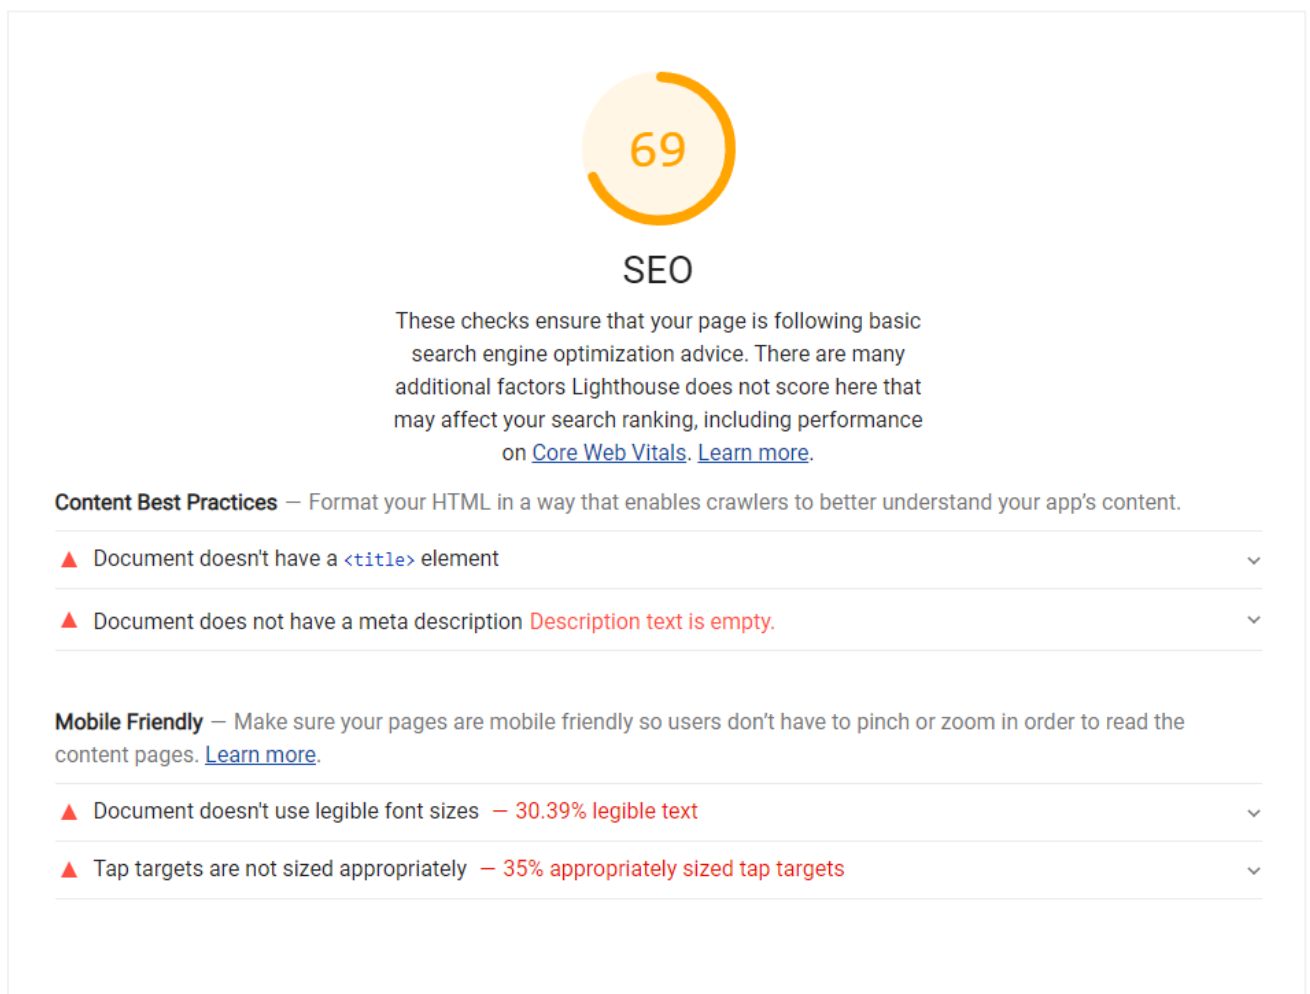 69
SEO
These checks ensure that your page is following basic
search engine optimization advice. There are many
additional factors Lighthouse does not score here that
may affect your search ranking, including performance
on Core Web Vitals. Learn more.
Content Best Practices — Format your HTML in a way that enables crawlers to better understand your app’s content.
Document doesn't have a <title> element
Document does not have a meta description Description text is empty.
Mobile Friendly — Make sure your pages are mobile friendly so users don’t have to pinch or zoom in order to read the
content pages. Learn more.
Document doesn't use legible font sizes — 30.39% legible text
Tap targets are not sized appropriately — 35% appropriately sized tap targets